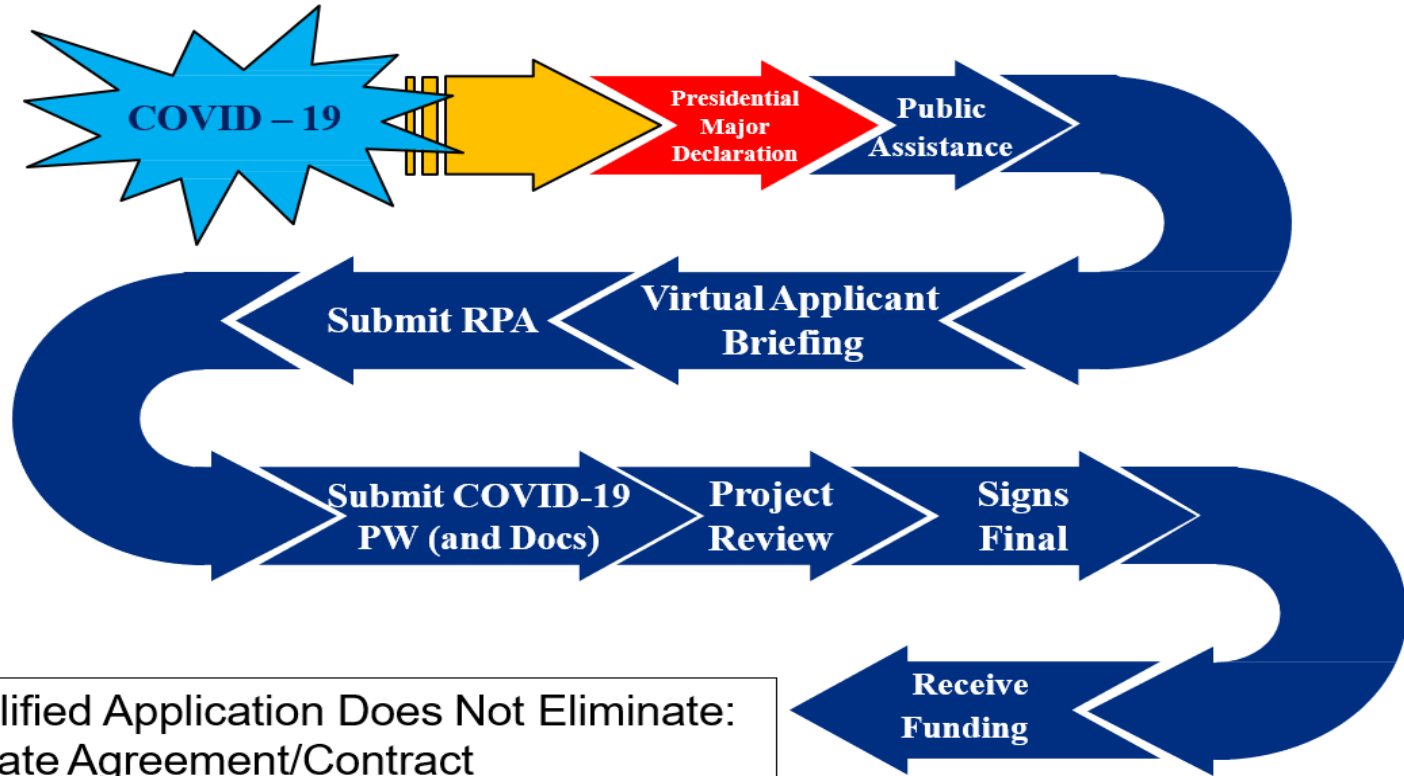 COVID – 19
Presidential
Major
Declaration
Public
Assistance
Virtual Applicant
Briefing
Submit RPA
Submit COVID-19
PW (and Docs)
Project
Review
Signs
Final
Receive
Funding
lified Application Does Not Eliminate:
ate Agreement/Contract